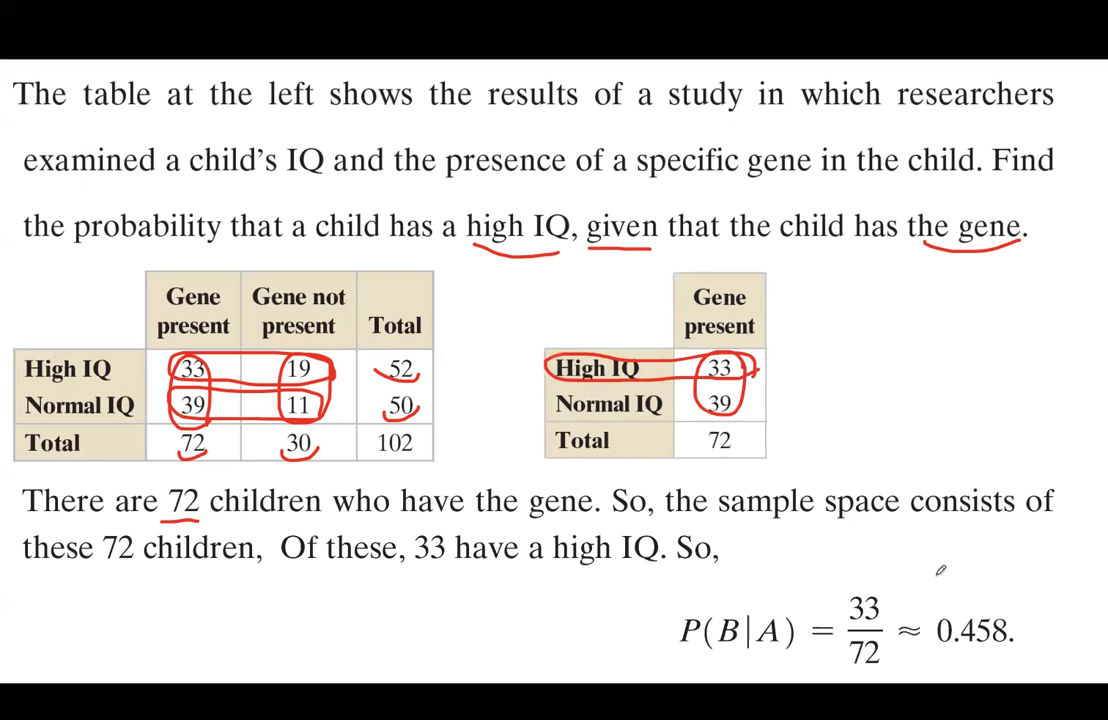 The table at the left shows the results of a study in which researchers
examined a child's IQ and the presence of a specific gene in the child. Find
the probability that a child has a high IQ, given that the child has the gene.
Gene present Gene not present Total
High IQ 33 19 52
Normal IQ 39 11 50
Total 72 30 102
Gene present
High IQ 33
Normal IQ 39
Total 72
There are 72 children who have the gene. So, the sample space consists of
these 72 children, Of these, 33 have a high IQ. So,
P(B|A) = 33/72 ≈ 0.458.